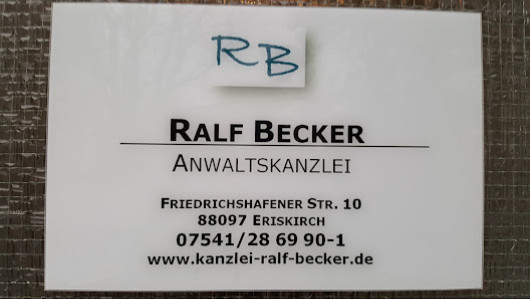 RB
RALF BECKER
ANWALTSKANZLEI
FRIEDRICHSHAFENER STR. 10
88097 ERISKIRCH
07541/28 69 90-1
www.kanzlei-ralf-becker.de